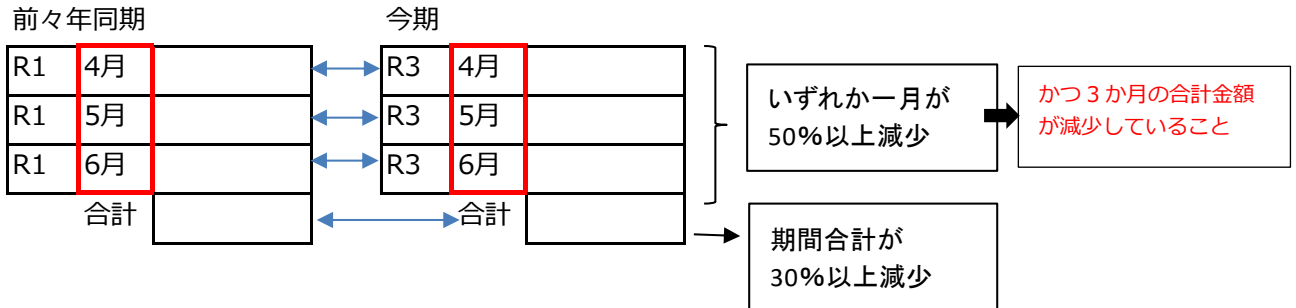 前々年同期 今期
R1 4月 R3 4月
R1 5月 R3 5月
R1 6月 R3 6月
合計 合計
いずれか一月が
50%以上減少
かつ３か月の合計金額
が減少していること
期間合計が
30%以上減少